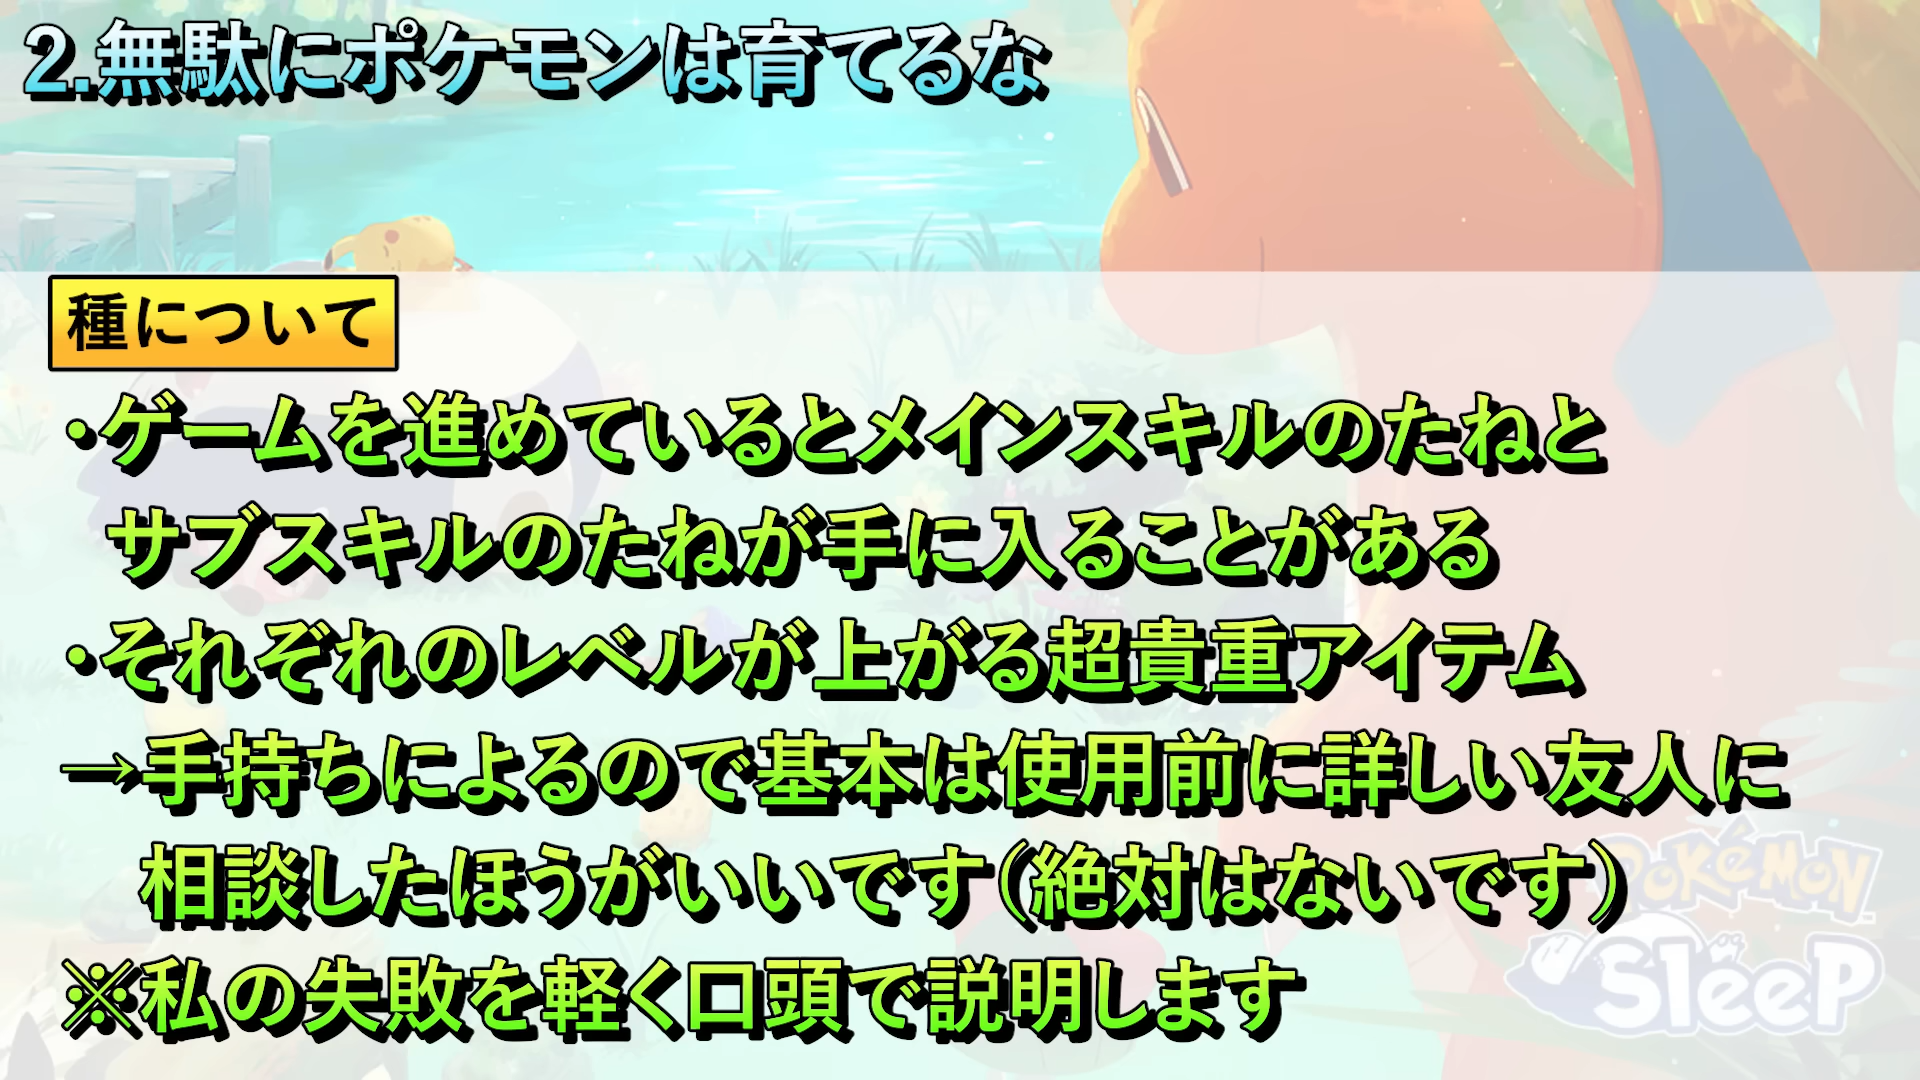 2.無駄にポケモンは育てるな
種について
・ゲームを進めているとメインスキルのたねと
サブスキルのたねが手に入ることがある
・それぞれのレベルが上がる超貴重アイテム
→手持ちによるので基本は使用前に詳しい友人に
相談したほうがいいです(絶対はないです)
※私の失敗を軽く口頭で説明します
POKéMON
Sleep